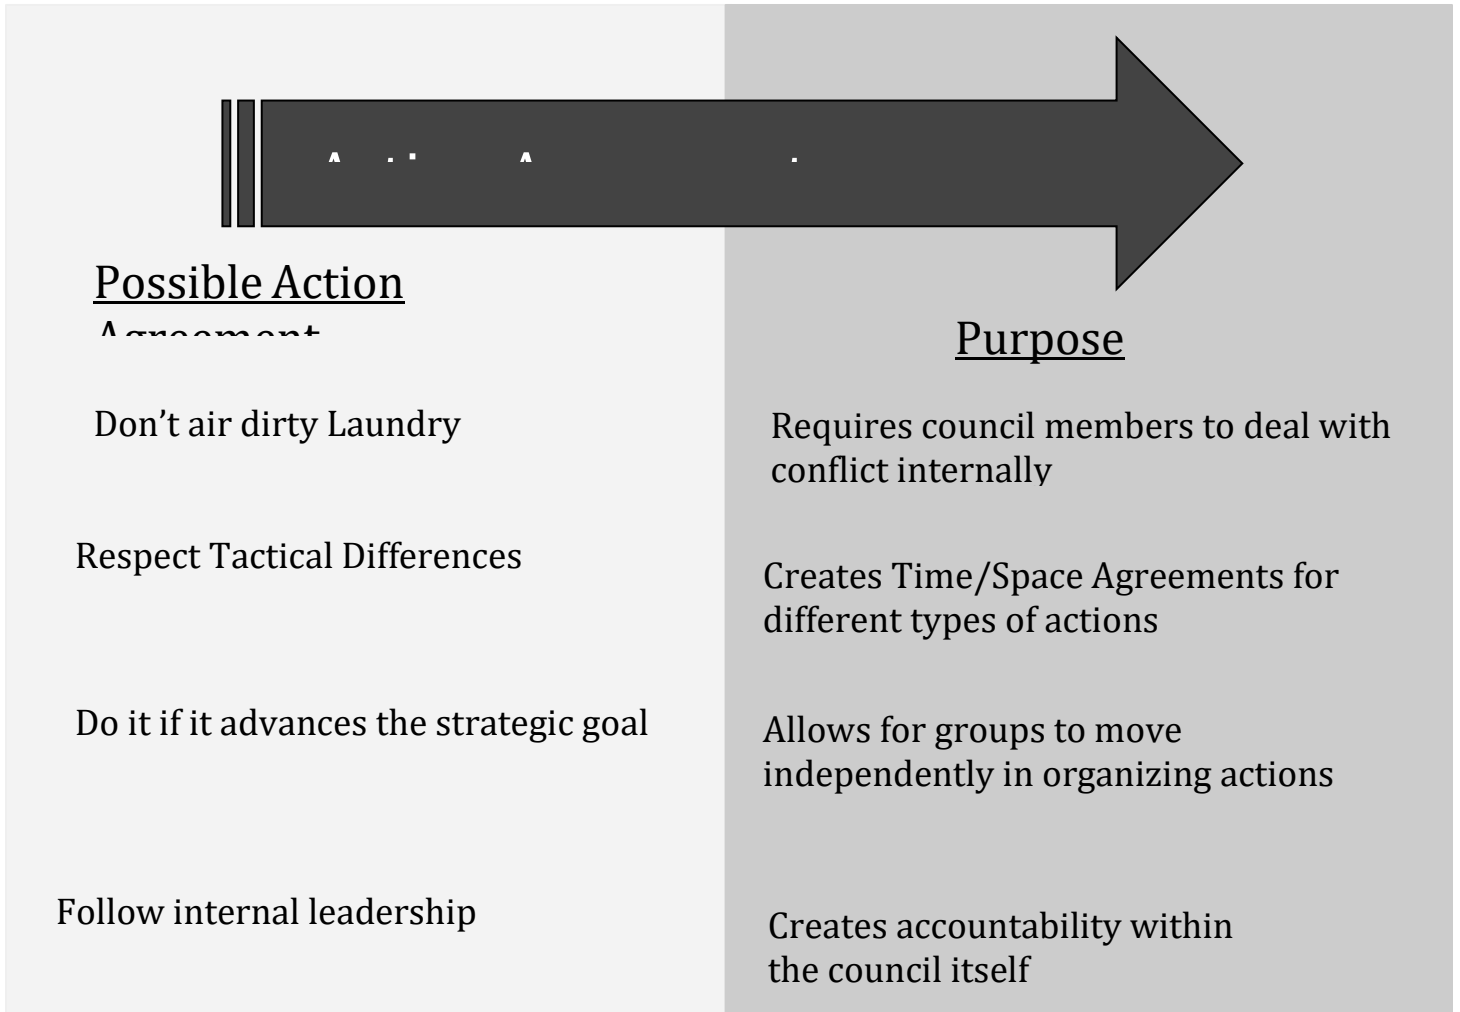 Possible Action
Agreement
Purpose
Don’t air dirty Laundry
Requires council members to deal with
conflict internally
Respect Tactical Differences
Creates Time/Space Agreements for
different types of actions
Do it if it advances the strategic goal
Allows for groups to move
independently in organizing actions
Follow internal leadership
Creates accountability within
the council itself